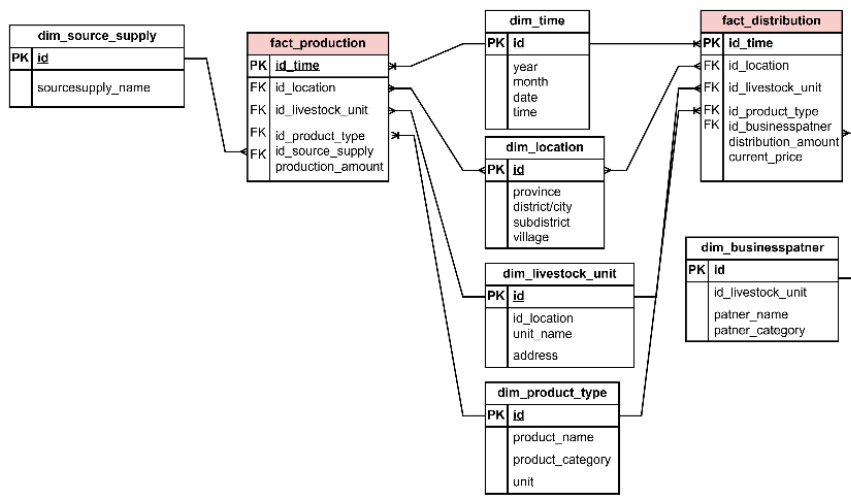 dim_source_supply
PK id
sourcesupply_name
fact_production
PK id_time
FK id_location
FK id_livestock_unit
FK id_product_type
FK id_source_supply
production_amount
dim_time
PK id
year
month
date
time
dim_location
PK id
province
district/city
subdistrict
village
dim_livestock_unit
PK id
id_location
unit_name
address
dim_product_type
PK id
product_name
product_category
unit
fact_distribution
PK id_time
FK id_location
FK id_livestock_unit
FK id_product_type
FK id_businesspatner
distribution_amount
current_price
dim_businesspatner
PK id
id_livestock_unit
patner_name
patner_category